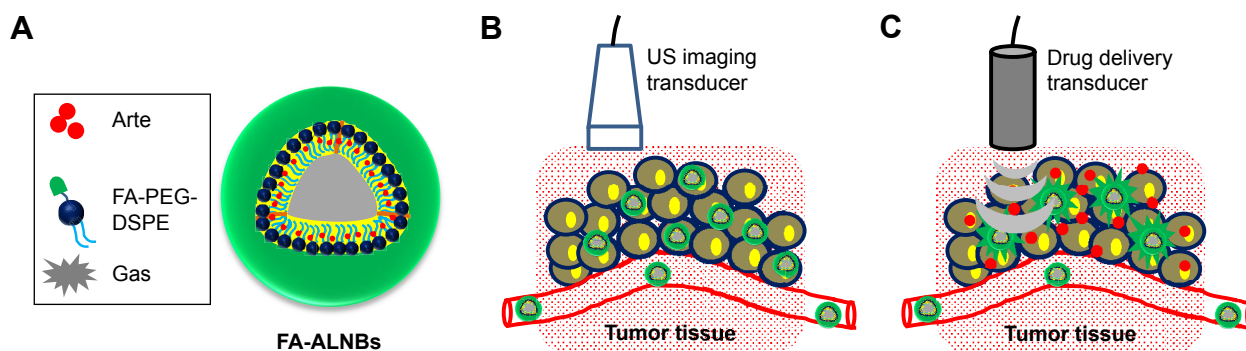 A
Arte
FA-PEG-
DSPE
Gas
FA-ALNBs
B
US imaging
transducer
Tumor tissue
C
Drug delivery
transducer
Tumor tissue